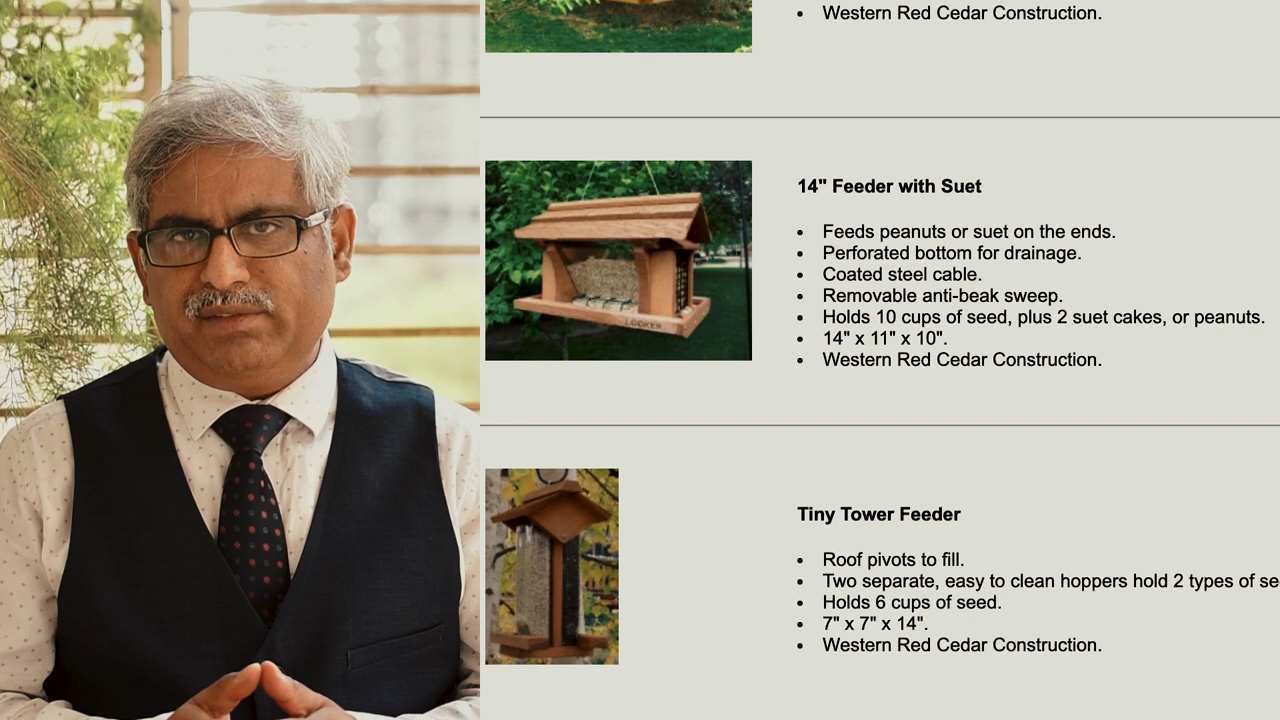 Western Red Cedar Construction.
14" Feeder with Suet
Feeds peanuts or suet on the ends.
Perforated bottom for drainage.
Coated steel cable.
Removable anti-beak sweep.
Holds 10 cups of seed, plus 2 suet cakes, or peanuts.
14" x 11" x 10".
Western Red Cedar Construction.
LOOKER
Tiny Tower Feeder
Roof pivots to fill.
Two separate, easy to clean hoppers hold 2 types of se
Holds 6 cups of seed.
7" x 7" x 14".
Western Red Cedar Construction.